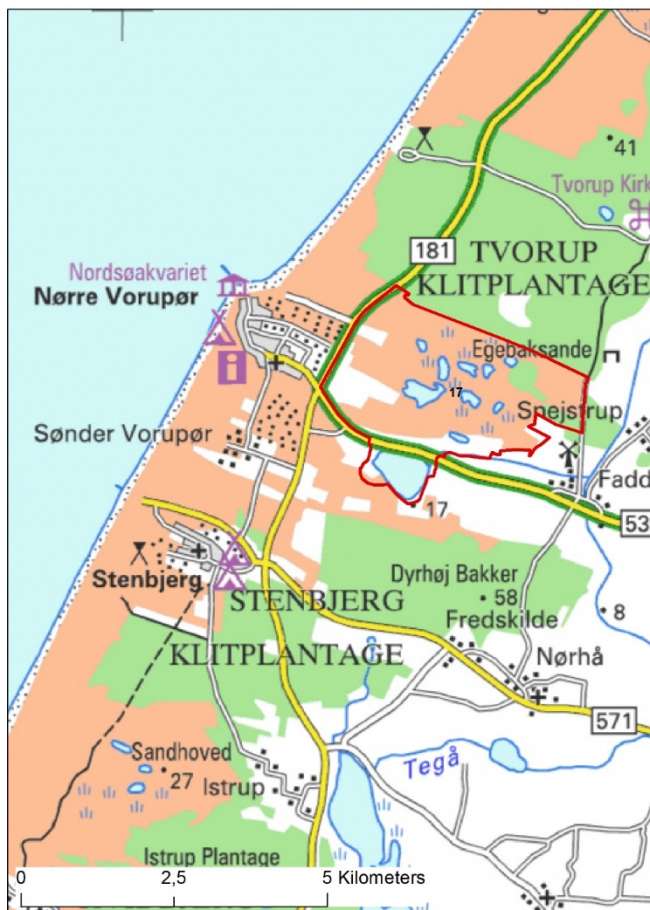 41
Tvorup Kirk
181
TVORUP
KLITPLANTAGE
Nordsøakvariet
Nørre Vorupør
i
Egebaksande
17
Spejstrup
Sønder Vorupør
Fadd
17
53
Stenbjerg
STENBJERG
Dyrhøj Bakker
58
8
Fredskilde
KLITPLANTAGE
Nørhå
571
Sandhoved
27
Tegå
Istrup
Istrup Plantage
0 2,5 5 Kilometers